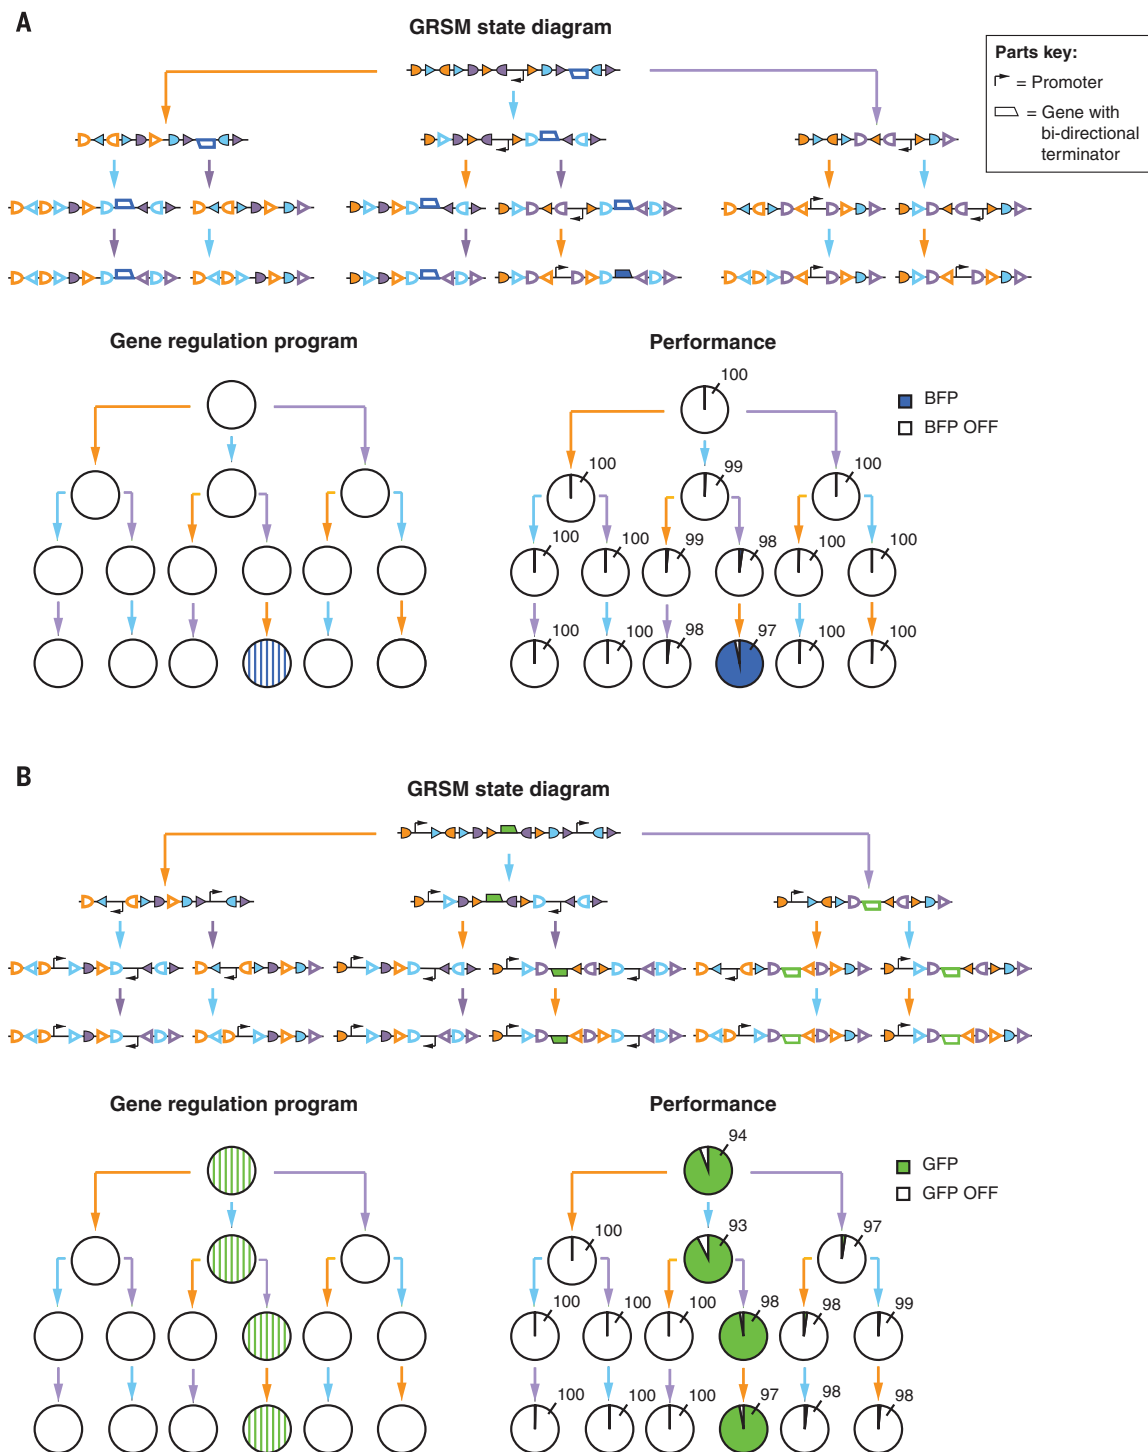 A
GRSM state diagram
Parts key:
= Promoter
= Gene with
bi-directional
terminator
Gene regulation program
Performance
100
BFP
BFP OFF
100
99
100
100
100
99
98
100
100
100
100
98
97
100
100
B
GRSM state diagram
Gene regulation program
Performance
94
GFP
GFP OFF
100
93
97
100
100
100
98
98
99
100
100
100
97
98
98